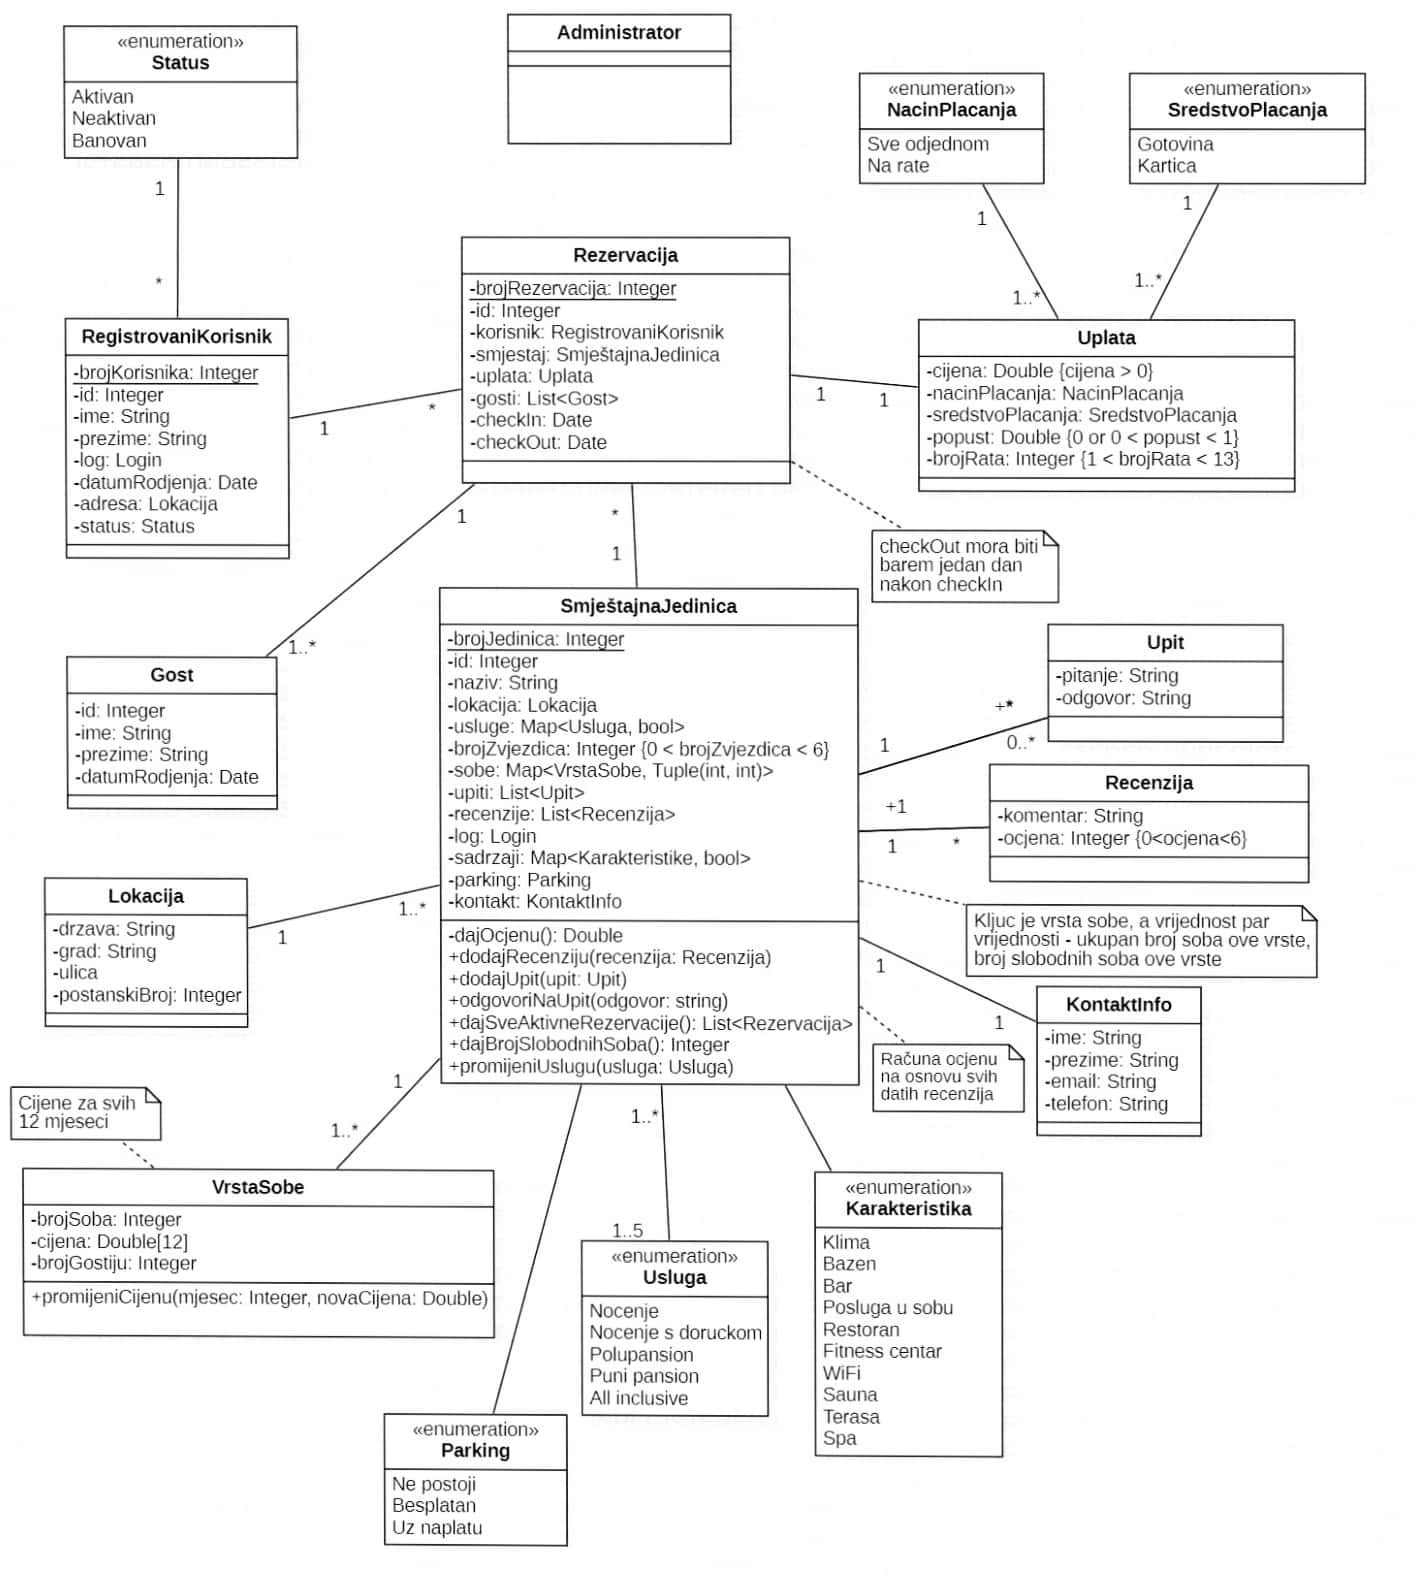 «enumeration»
Status
Aktivan
Neaktivan
Banovan
1
*
Administrator
«enumeration»
NacinPlacanja
Sve odjednom
Na rate
1
1..*
«enumeration»
SredstvoPlacanja
Gotovina
Kartica
1
1..*
Rezervacija
-brojRezervacija: Integer
-id: Integer
-korisnik: RegistrovaniKorisnik
-smjestaj: SmještajnaJedinica
-uplata: Uplata
-gosti: List<Gost>
-checkIn: Date
-checkOut: Date
RegistrovaniKorisnik
-brojKorisnika: Integer
-id: Integer
-ime: String
-prezime: String
-log: Login
-datumRodjenja: Date
-adresa: Lokacija
-status: Status
1
*
Uplata
-cijena: Double {cijena > 0}
-nacinPlacanja: NacinPlacanja
-sredstvoPlacanja: SredstvoPlacanja
-popust: Double {0 or 0 < popust < 1}
-brojRata: Integer {1 < brojRata < 13}
1
1
checkOut mora biti
barem jedan dan
nakon checkIn
1
1..*
*
1
Gost
-id: Integer
-ime: String
-prezime: String
-datumRodjenja: Date
SmještajnaJedinica
-brojJedinica: Integer
-id: Integer
-naziv: String
-lokacija: Lokacija
-usluge: Map<Usluga, bool>
-brojZvjezdica: Integer {0 < brojZvjezdica < 6}
-sobe: Map<VrstaSobe, Tuple(int, int)>
-upiti: List<Upit>
-recenzije: List<Recenzija>
-log: Login
-sadrzaji: Map<Karakteristike, bool>
-parking: Parking
-kontakt: KontaktInfo
-dajOcjenu(): Double
+dodajRecenziju(recenzija: Recenzija)
+dodajUpit(upit: Upit)
+odgovoriNaUpit(odgovor: string)
+dajSveAktivneRezervacije(): List<Rezervacija>
+dajBrojSlobodnihSoba(): Integer
+promijeniUslugu(usluga: Usluga)
Upit
-pitanje: String
-odgovor: String
+*
1
0..*
Recenzija
-komentar: String
-ocjena: Integer {0<ocjena<6}
+1
1
*
Kljuc je vrsta sobe, a vrijednost par
vrijednosti - ukupan broj soba ove vrste,
broj slobodnih soba ove vrste
Lokacija
-drzava: String
-grad: String
-ulica
-postanskiBroj: Integer
1
1..*
1
1
KontaktInfo
-ime: String
-prezime: String
-email: String
-telefon: String
Računa ocjenu
na osnovu svih
datih recenzija
Cijene za svih
12 mjeseci
1
1..*
VrstaSobe
-brojSoba: Integer
-cijena: Double[12]
-brojGostiju: Integer
+promijeniCijenu(mjesec: Integer, novaCijena: Double)
1..*
1..5
«enumeration»
Usluga
Nocenje
Nocenje s doruckom
Polupansion
Puni pansion
All inclusive
«enumeration»
Karakteristika
Klima
Bazen
Bar
Posluga u sobu
Restoran
Fitness centar
WiFi
Sauna
Terasa
Spa
«enumeration»
Parking
Ne postoji
Besplatan
Uz naplatu